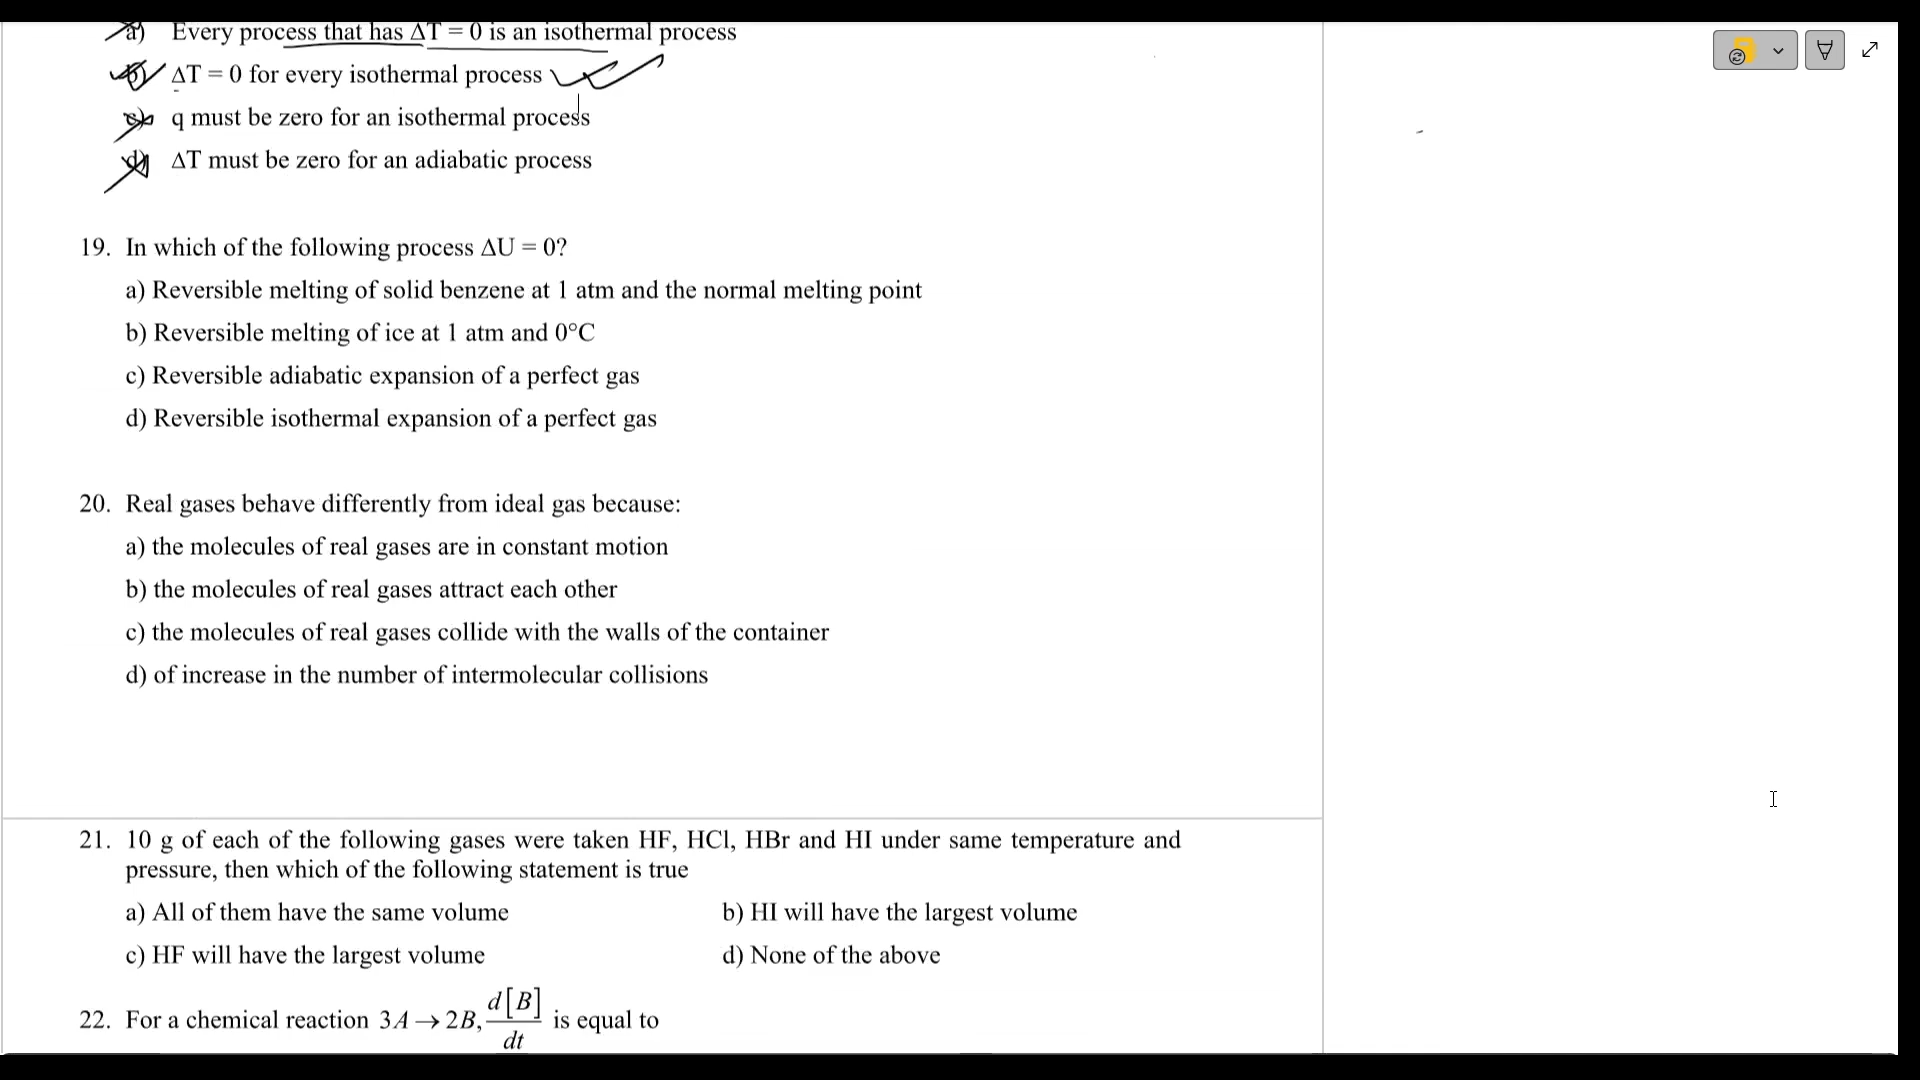 a) Every process that has ΔT = 0 is an isothermal process
b) ΔT = 0 for every isothermal process
c) q must be zero for an isothermal process
d) ΔT must be zero for an adiabatic process
19. In which of the following process ΔU = 0?
a) Reversible melting of solid benzene at 1 atm and the normal melting point
b) Reversible melting of ice at 1 atm and 0°C
c) Reversible adiabatic expansion of a perfect gas
d) Reversible isothermal expansion of a perfect gas
20. Real gases behave differently from ideal gas because:
a) the molecules of real gases are in constant motion
b) the molecules of real gases attract each other
c) the molecules of real gases collide with the walls of the container
d) of increase in the number of intermolecular collisions
21. 10 g of each of the following gases were taken HF, HCl, HBr and HI under same temperature and
pressure, then which of the following statement is true
a) All of them have the same volume b) HI will have the largest volume
c) HF will have the largest volume d) None of the above
22. For a chemical reaction 3A → 2B, d[B]/dt is equal to